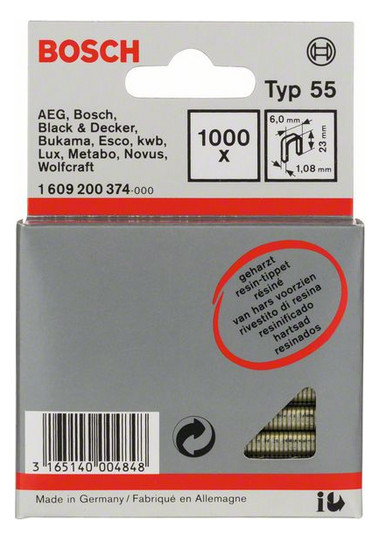 BOSCH
Typ 55
AEG, Bosch,
Black & Decker,
Bukama, Esco, kwb,
Lux, Metabo, Novus,
Wolfcraft
1 609 200 374-000
1000
x
6,0 mm
23 mm
1,08 mm
geharzt
resin-tippet
résiné
van hars voorzien
rivestito di resina
resinificado
hartsad
resinados
3 165140 004848
Made in Germany / Fabriqué en Allemagne